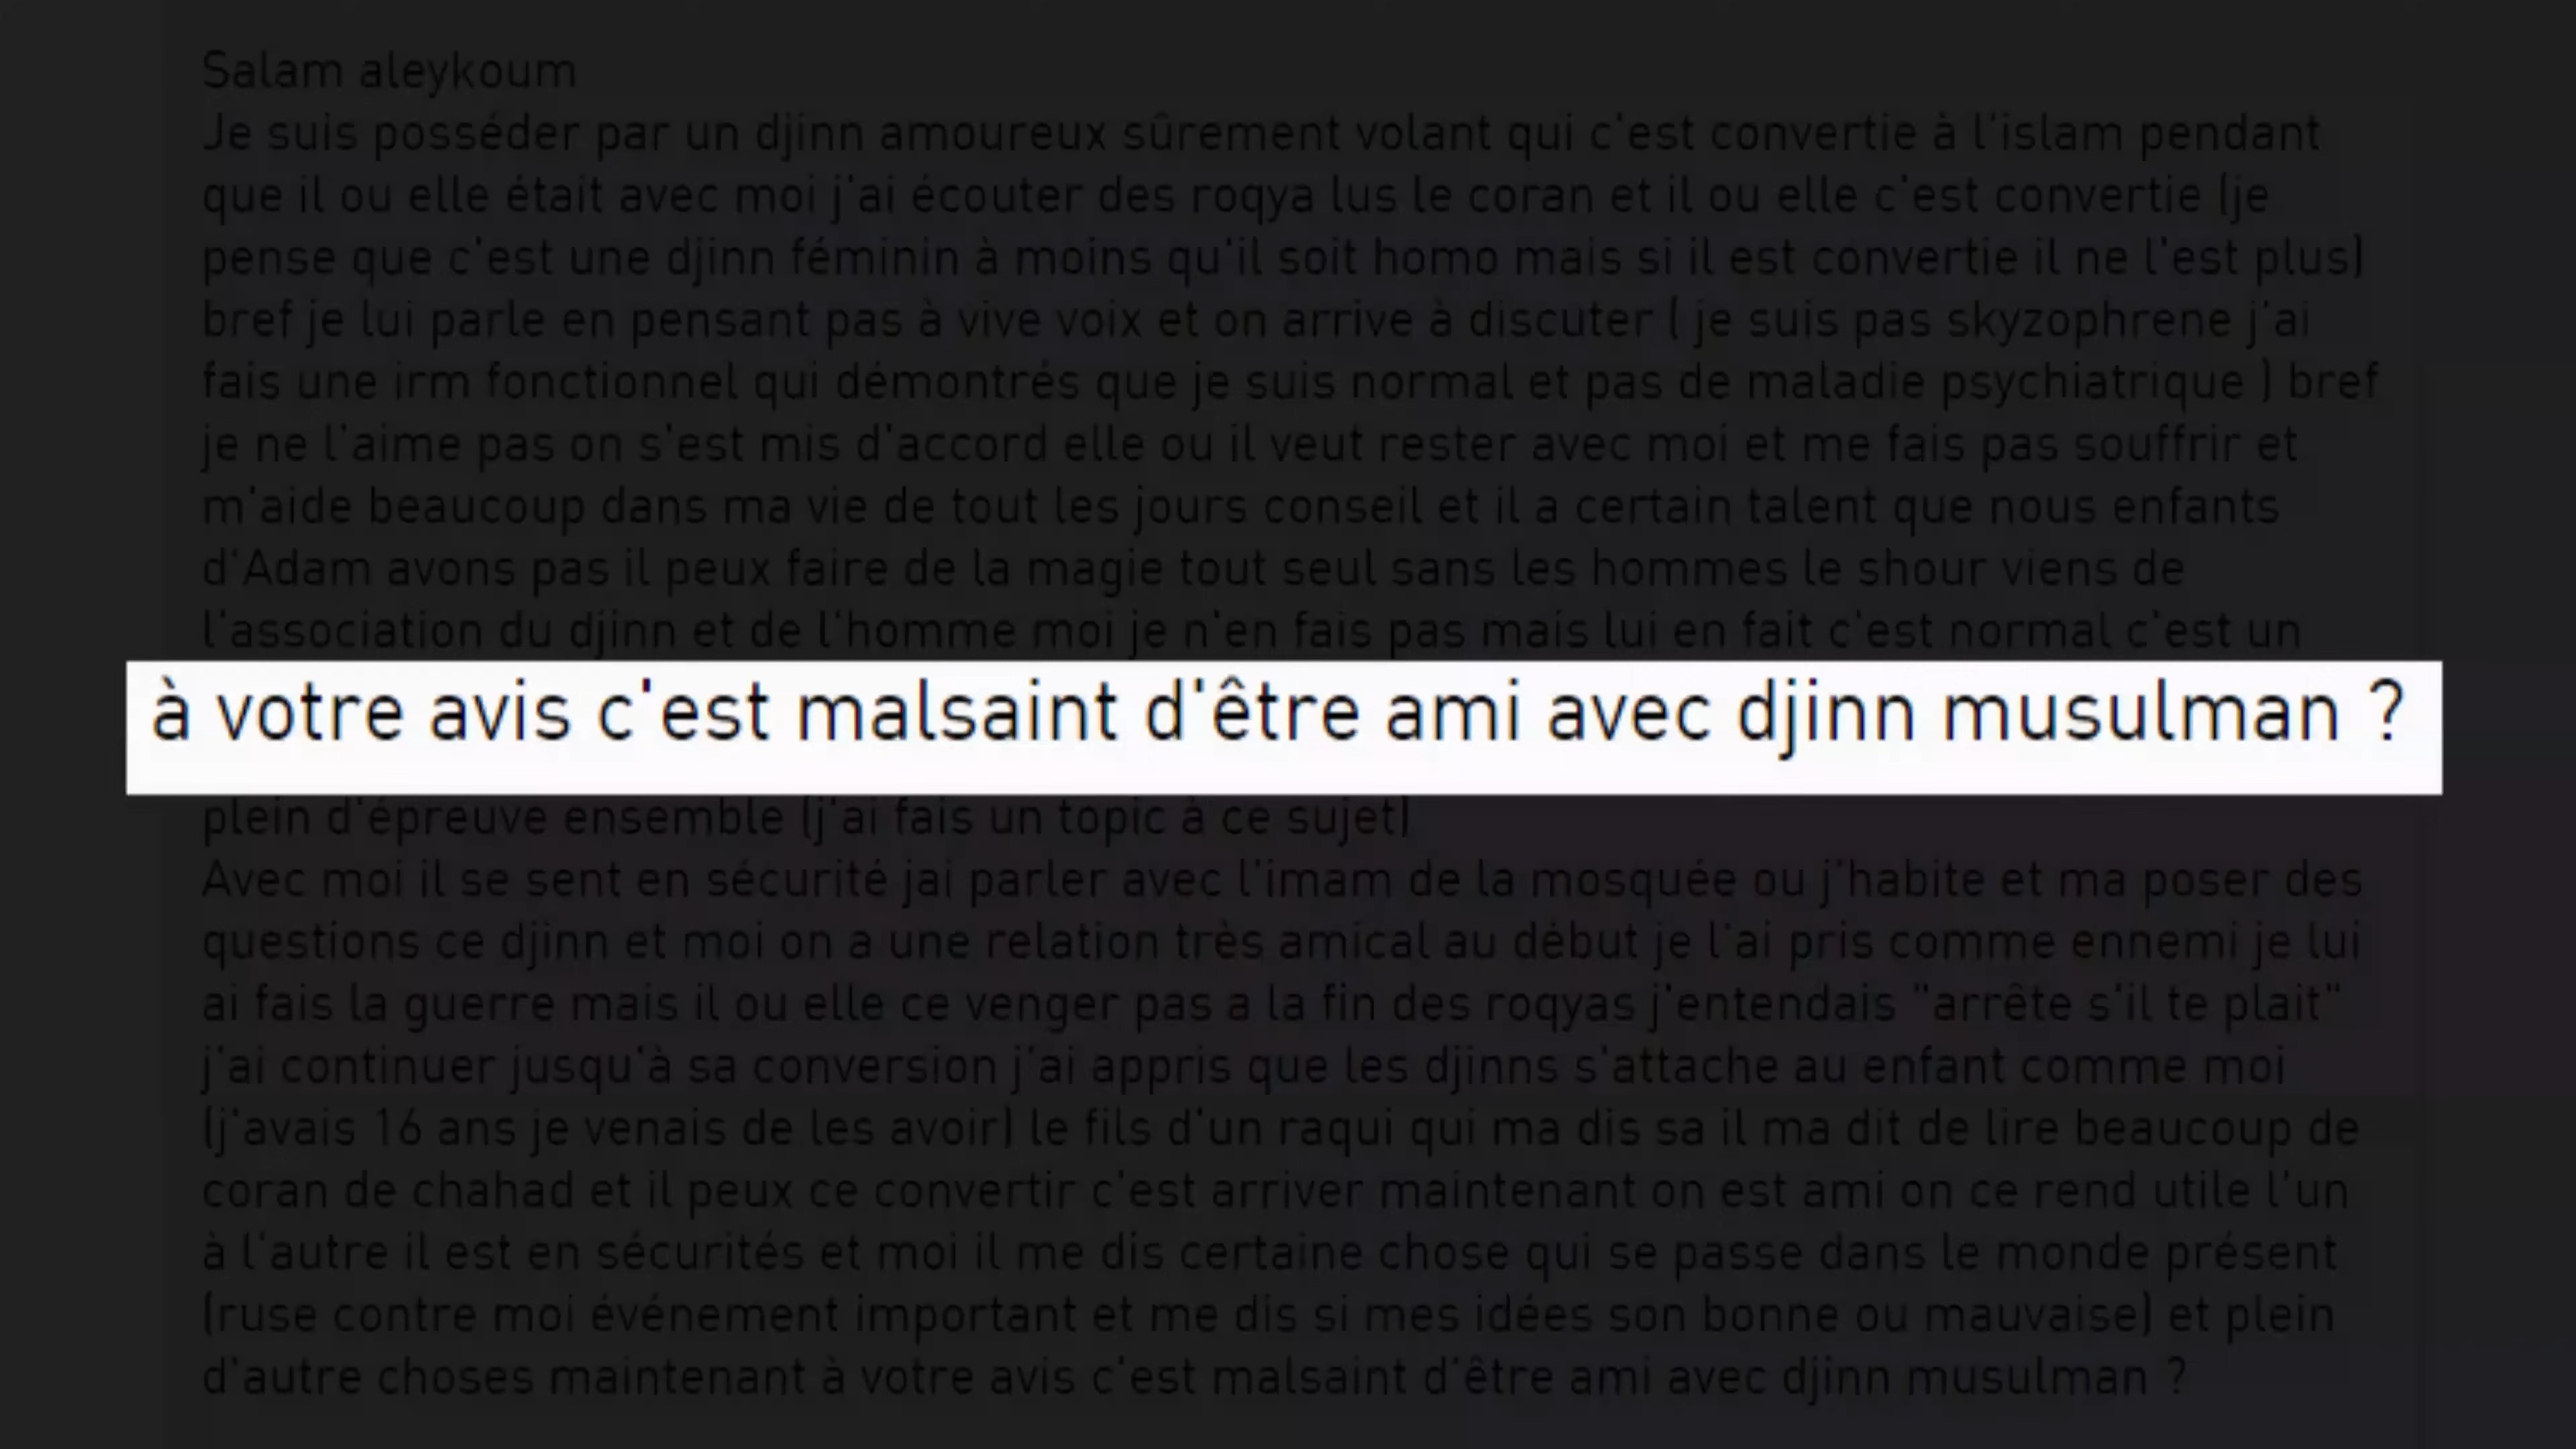 Salam aleykoum
Je suis posséder par un djinn amoureux sûrement volant qui c'est convertie à l'islam pendant
que il ou elle était avec moi j'ai écouter des roqya lus le coran et il ou elle c'est convertie (je
pense que c'est une djinn féminin à moins qu'il soit homo mais si il est convertie il ne l'est plus)
bref je lui parle en pensant pas à vive voix et on arrive à discuter ( je suis pas skyzophrene j'ai
fais une irm fonctionnel qui démontrés que je suis normal et pas de maladie psychiatrique ) bref
je ne l'aime pas on s'est mis d'accord elle ou il veut rester avec moi et me fais pas souffrir et
m'aide beaucoup dans ma vie de tout les jours conseil et il a certain talent que nous enfants
d'Adam avons pas il peux faire de la magie tout seul sans les hommes le shour viens de
l'association du djinn et de l'homme moi je n'en fais pas mais lui en fait c'est normal c'est un
à votre avis c'est malsaint d'être ami avec djinn musulman ?
plein d'épreuve ensemble (j'ai fais un topic à ce sujet)
Avec moi il se sent en sécurité jai parler avec l'imam de la mosquée ou j'habite et ma poser des
questions ce djinn et moi on a une relation très amical au début je l'ai pris comme ennemi je lui
ai fais la guerre mais il ou elle ce venger pas a la fin des roqyas j'entendais "arrête s'il te plait"
j'ai continuer jusqu'à sa conversion j'ai appris que les djinns s'attache au enfant comme moi
(j'avais 16 ans je venais de les avoir) le fils d'un raqui qui ma dis sa il ma dit de lire beaucoup de
coran de chahad et il peux ce convertir c'est arriver maintenant on est ami on ce rend utile l'un
à l'autre il est en sécurités et moi il me dis certaine chose qui se passe dans le monde présent
(ruse contre moi événement important et me dis si mes idées son bonne ou mauvaise) et plein
d'autre choses maintenant à votre avis c'est malsaint d'être ami avec djinn musulman ?